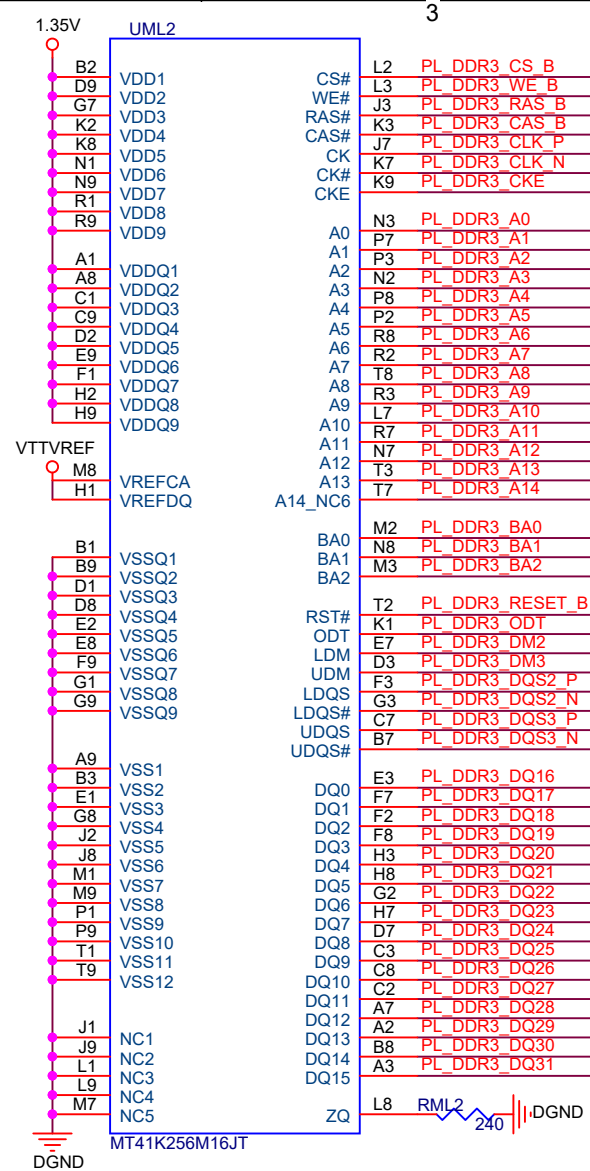 3
1.35V
UML2
B2 VDD1
D9 VDD2
G7 VDD3
K2 VDD4
K8 VDD5
N1 VDD6
N9 VDD7
R1 VDD8
R9 VDD9
A1 VDDQ1
A8 VDDQ2
C1 VDDQ3
C9 VDDQ4
D2 VDDQ5
E9 VDDQ6
F1 VDDQ7
H2 VDDQ8
H9 VDDQ9
VTTVREF
M8 VREFCA
H1 VREFDQ
B1 VSSQ1
B9 VSSQ2
D1 VSSQ3
D8 VSSQ4
E2 VSSQ5
E8 VSSQ6
F9 VSSQ7
G1 VSSQ8
G9 VSSQ9
A9 VSS1
B3 VSS2
E1 VSS3
G8 VSS4
J2 VSS5
J8 VSS6
M1 VSS7
M9 VSS8
P1 VSS9
P9 VSS10
T1 VSS11
T9 VSS12
J1 NC1
J9 NC2
L1 NC3
L9 NC4
M7 NC5
DGND
CS# L2 PL_DDR3_CS_B
WE# L3 PL_DDR3_WE_B
RAS# J3 PL_DDR3_RAS_B
CAS# K3 PL_DDR3_CAS_B
CK J7 PL_DDR3_CLK_P
CK# K7 PL_DDR3_CLK_N
CKE K9 PL_DDR3_CKE
A0 N3 PL_DDR3_A0
A1 P7 PL_DDR3_A1
A2 P3 PL_DDR3_A2
A3 N2 PL_DDR3_A3
A4 P8 PL_DDR3_A4
A5 P2 PL_DDR3_A5
A6 R8 PL_DDR3_A6
A7 R2 PL_DDR3_A7
A8 T8 PL_DDR3_A8
A9 R3 PL_DDR3_A9
A10 L7 PL_DDR3_A10
A11 R7 PL_DDR3_A11
A12 N7 PL_DDR3_A12
A13 T3 PL_DDR3_A13
A14_NC6 T7 PL_DDR3_A14
BA0 M2 PL_DDR3_BA0
BA1 N8 PL_DDR3_BA1
BA2 M3 PL_DDR3_BA2
RST# T2 PL_DDR3_RESET_B
ODT K1 PL_DDR3_ODT
LDM E7 PL_DDR3_DM2
UDM D3 PL_DDR3_DM3
LDQS F3 PL_DDR3_DQS2_P
LDQS# G3 PL_DDR3_DQS2_N
UDQS C7 PL_DDR3_DQS3_P
UDQS# B7 PL_DDR3_DQS3_N
DQ0 E3 PL_DDR3_DQ16
DQ1 F7 PL_DDR3_DQ17
DQ2 F2 PL_DDR3_DQ18
DQ3 F8 PL_DDR3_DQ19
DQ4 H3 PL_DDR3_DQ20
DQ5 H8 PL_DDR3_DQ21
DQ6 G2 PL_DDR3_DQ22
DQ7 H7 PL_DDR3_DQ23
DQ8 D7 PL_DDR3_DQ24
DQ9 C3 PL_DDR3_DQ25
DQ10 C8 PL_DDR3_DQ26
DQ11 C2 PL_DDR3_DQ27
DQ12 A7 PL_DDR3_DQ28
DQ13 A2 PL_DDR3_DQ29
DQ14 B8 PL_DDR3_DQ30
DQ15 A3 PL_DDR3_DQ31
ZQ L8 RML2 240 DGND
MT41K256M16JT